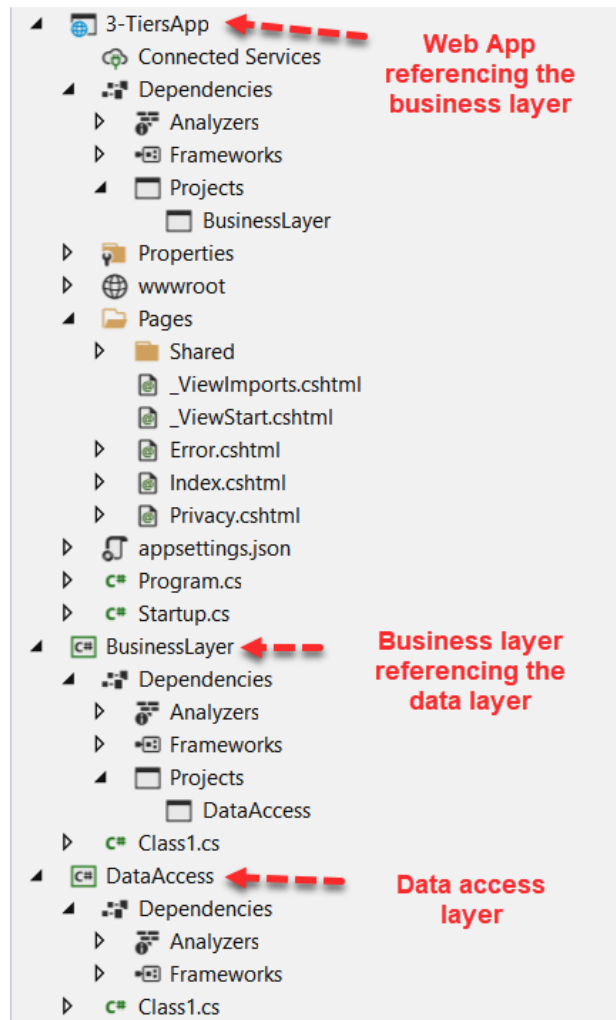 3-TiersApp
Web App
referencing the
business layer
Connected Services
Dependencies
Analyzers
Frameworks
Projects
BusinessLayer
Properties
wwwroot
Pages
Shared
_ViewImports.cshtml
_ViewStart.cshtml
Error.cshtml
Index.cshtml
Privacy.cshtml
appsettings.json
C# Program.cs
C# Startup.cs
C# BusinessLayer
Business layer
referencing the
data layer
Dependencies
Analyzers
Frameworks
Projects
DataAccess
C# Class1.cs
C# DataAccess
Data access
layer
Dependencies
Analyzers
Frameworks
C# Class1.cs